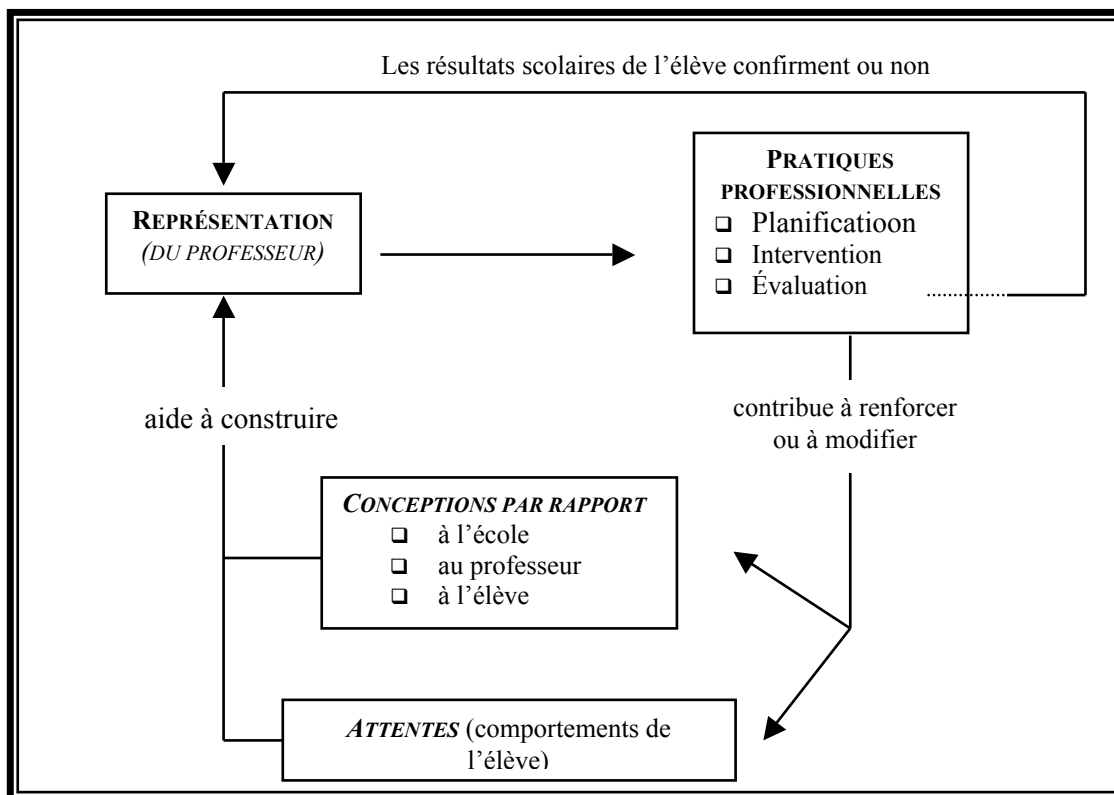 Les résultats scolaires de l’élève confirment ou non
REPRÉSENTATION
(DU PROFESSEUR)
PRATIQUES
PROFESSIONNELLES
❑ Planificatioon
❑ Intervention
❑ Évaluation
aide à construire
contribue à renforcer
ou à modifier
CONCEPTIONS PAR RAPPORT
❑ à l’école
❑ au professeur
❑ à l’élève
ATTENTES (comportements de
l’élève)